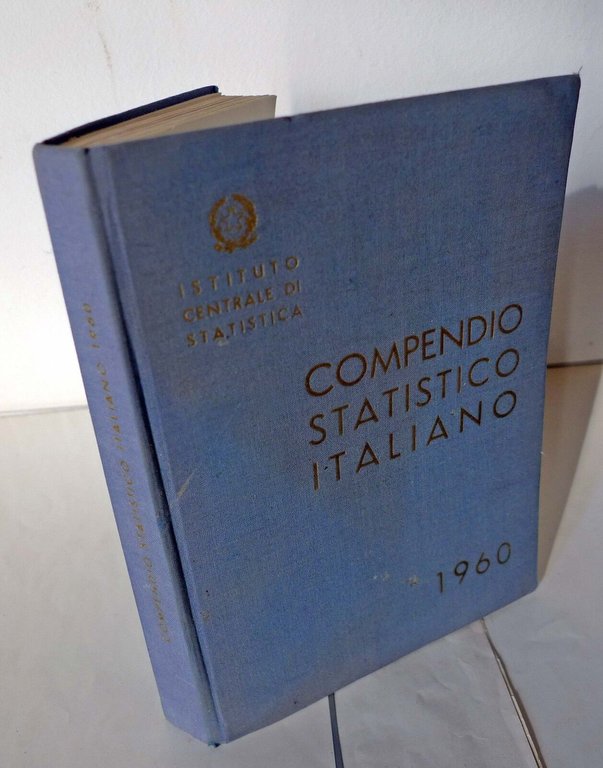 ISTITUTO
CENTRALE DI
STATISTICA
COMPENDIO
STATISTICO
ITALIANO
1960
COMPENDIO STATISTICO ITALIANO 1960